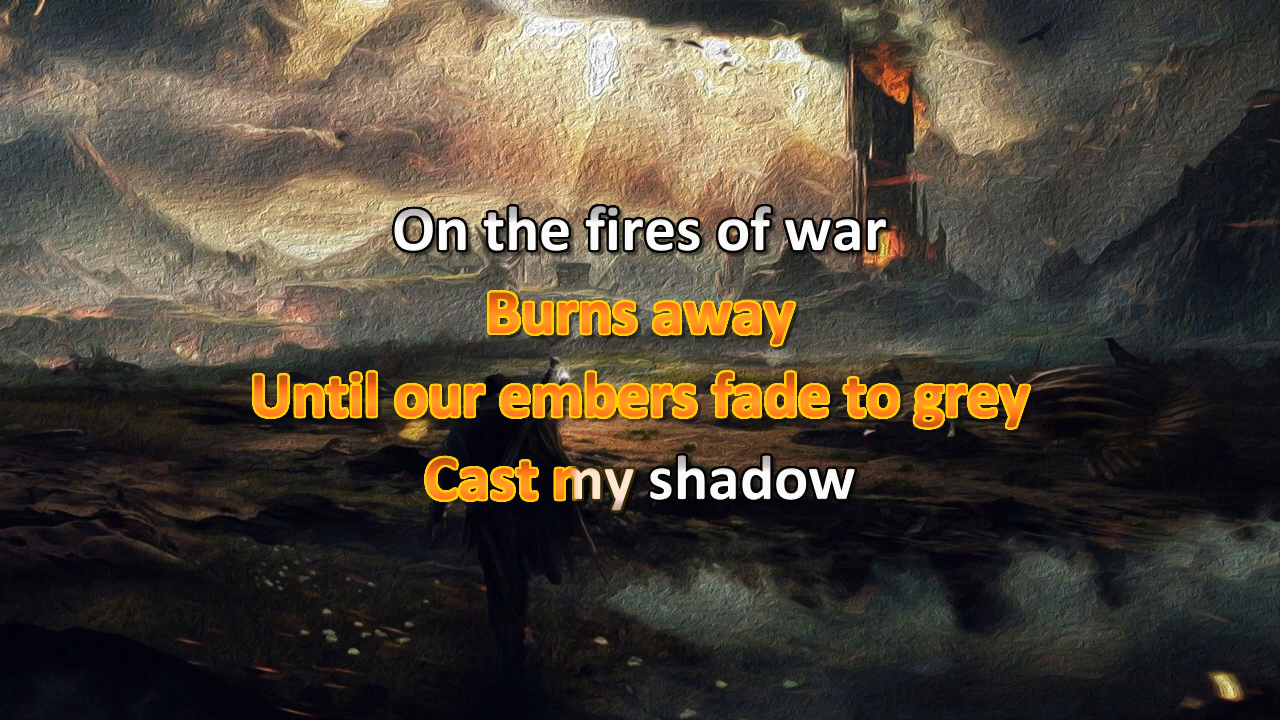 On the fires of war
Burns away
Until our embers fade to grey
Cast my shadow